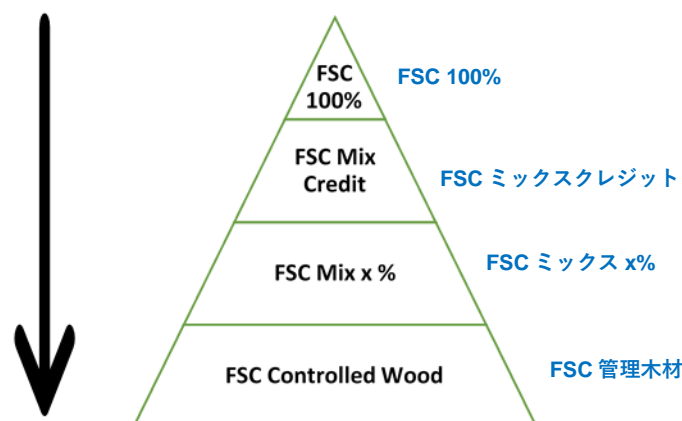 FSC
100%
FSC 100%
FSC Mix
Credit
FSC ミックスクレジット
FSC Mix x %
FSC ミックス x%
FSC Controlled Wood
FSC 管理木材